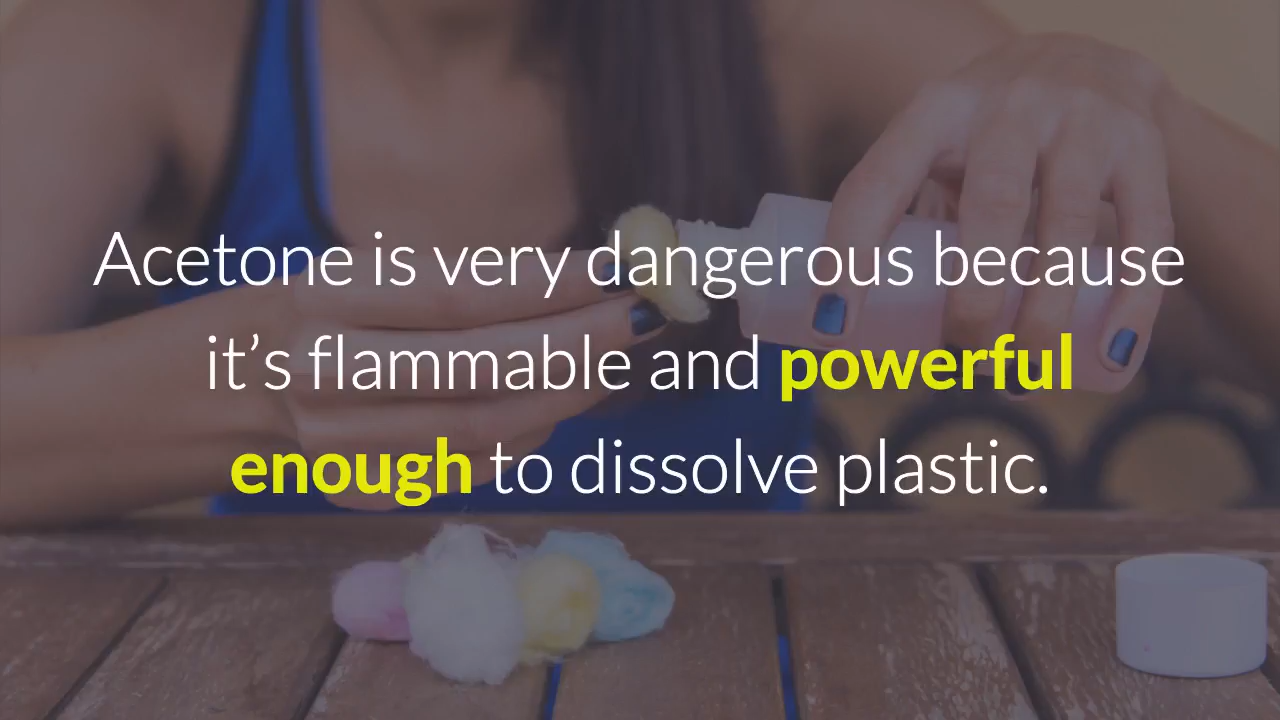 Acetone is very dangerous because
it’s flammable and powerful
enough to dissolve plastic.